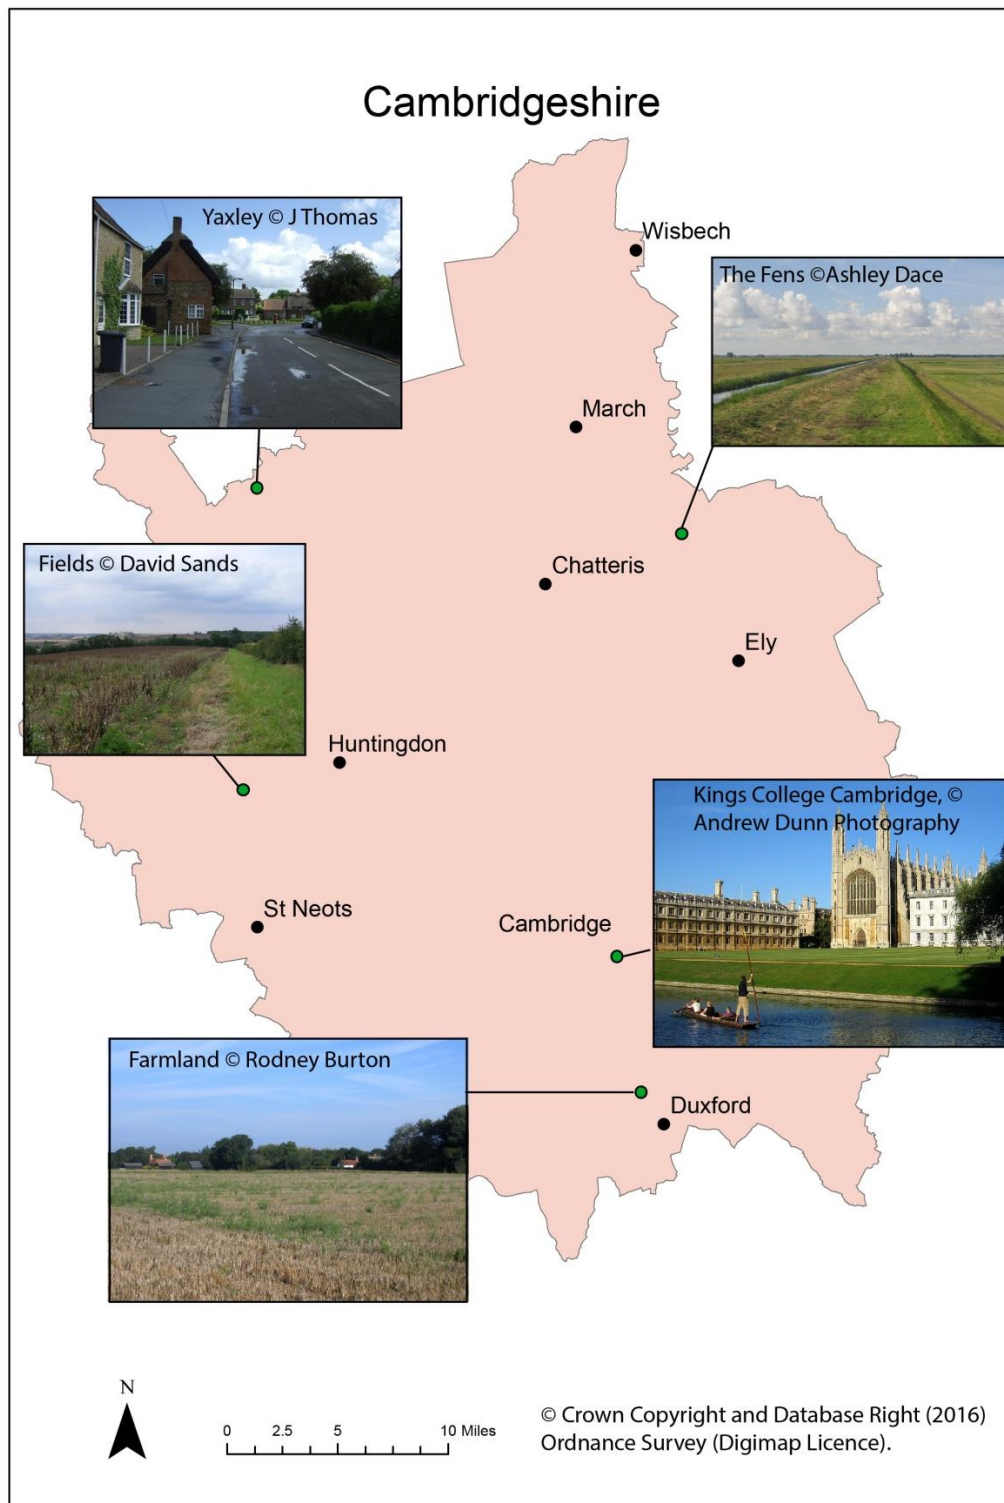 Cambridgeshire
Yaxley © J Thomas
Wisbech
The Fens ©Ashley Dace
March
Fields © David Sands
Chatteris
Ely
Huntingdon
Kings College Cambridge, ©
Andrew Dunn Photography
St Neots
Cambridge
Farmland © Rodney Burton
Duxford
N
0 2.5 5 10 Miles
© Crown Copyright and Database Right (2016)
Ordnance Survey (Digimap Licence).